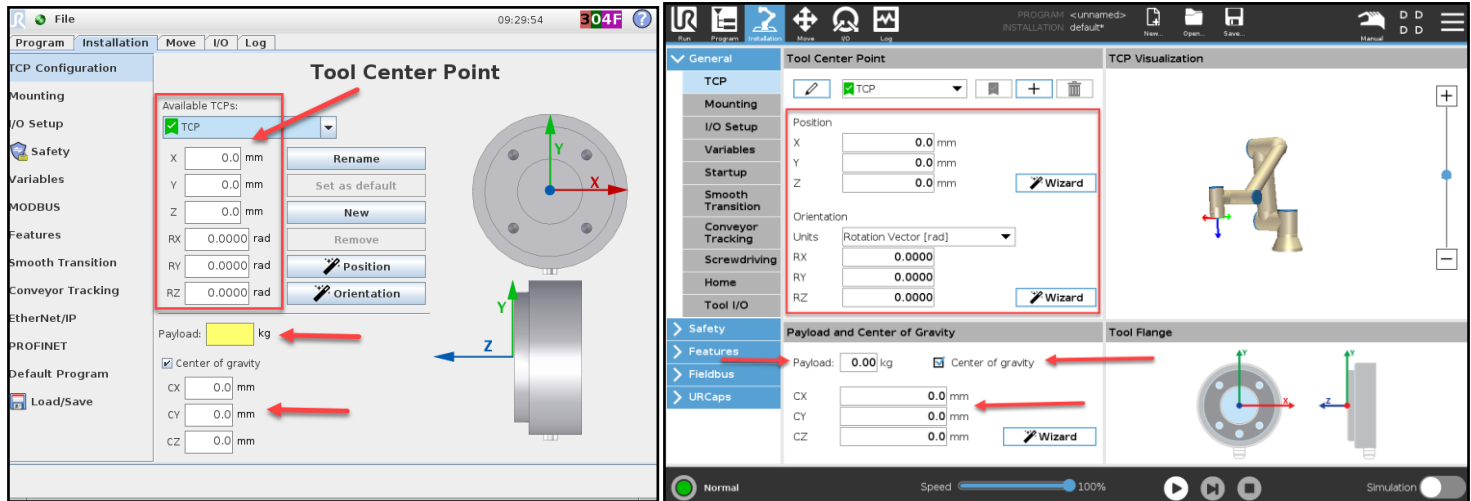 File
09:29:54
304F
?
Program Installation Move I/O Log
TCP Configuration
Mounting
I/O Setup
Safety
Variables
MODBUS
Features
Smooth Transition
Conveyor Tracking
EtherNet/IP
PROFINET
Default Program
Load/Save
Tool Center Point
Available TCPs:
TCP
X 0.0 mm Rename
Y 0.0 mm Set as default
Z 0.0 mm New
RX 0.0000 rad Remove
RY 0.0000 rad Position
RZ 0.0000 rad Orientation
Payload: kg
Center of gravity
CX 0.0 mm
CY 0.0 mm
CZ 0.0 mm
Y
X
Y
Z
Run Program Installation Move I/O Log
PROGRAM <unnamed>
INSTALLATION default*
New... Open... Save...
Manual
D D
D D
General
TCP
Mounting
I/O Setup
Variables
Startup
Smooth
Transition
Conveyor
Tracking
Screwdriving
Home
Tool I/O
Safety
Features
Fieldbus
URCaps
Tool Center Point
TCP
Position
X 0.0 mm
Y 0.0 mm
Z 0.0 mm Wizard
Orientation
Units Rotation Vector [rad]
RX 0.0000
RY 0.0000
RZ 0.0000 Wizard
Payload and Center of Gravity
Payload: 0.00 kg Center of gravity
CX 0.0 mm
CY 0.0 mm
CZ 0.0 mm Wizard
TCP Visualization
Tool Flange
Y Y
X Z
Normal
Speed 100%
Simulation